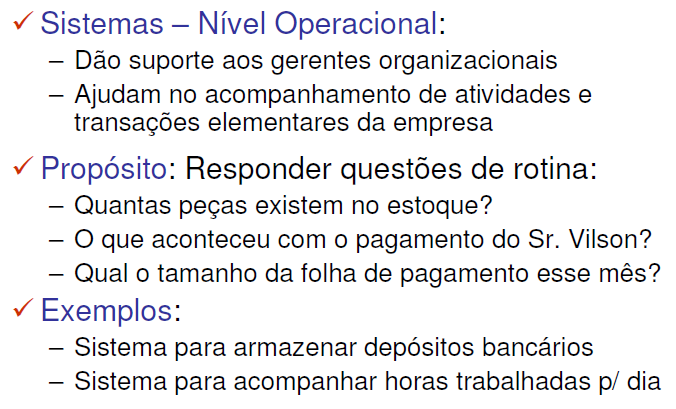 ✓ Sistemas – Nível Operacional:
– Dão suporte aos gerentes organizacionais
– Ajudam no acompanhamento de atividades e
transações elementares da empresa
✓ Propósito: Responder questões de rotina:
– Quantas peças existem no estoque?
– O que aconteceu com o pagamento do Sr. Vilson?
– Qual o tamanho da folha de pagamento esse mês?
✓ Exemplos:
– Sistema para armazenar depósitos bancários
– Sistema para acompanhar horas trabalhadas p/ dia